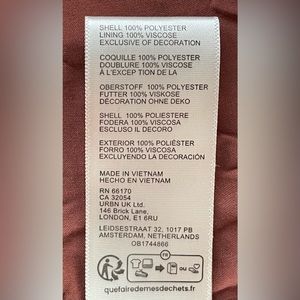 SHELL 100% POLYESTER
LINING 100% VISCOSE
EXCLUSIVE OF DECORATION
COQUILLE 100% POLYESTER
DOUBLURE 100% VISCOSE
À L'EXCEPTION DE LA
OBERSTOFF 100% POLYESTER
FUTTER 100% VISKOSE
DÉCORATION OHNE DEKO
SHELL 100% POLIESTERE
FODERA 100% VISCOSA
ESCLUSO IL DECORO
EXTERIOR 100% POLIÉSTER
FORRO 100% VISCOSA
EXCLUYENDO LA DECORACIÓN
MADE IN VIETNAM
HECHO EN VIETNAM
RN 66170
CA 32054
URBN UK Ltd.
146 Brick Lane,
LONDON, E1 6RU
LEIDSESTRAAT 32, 1017 PB
AMSTERDAM, NETHERLANDS
OB1744866
FR
quefairedemesdechets.fr